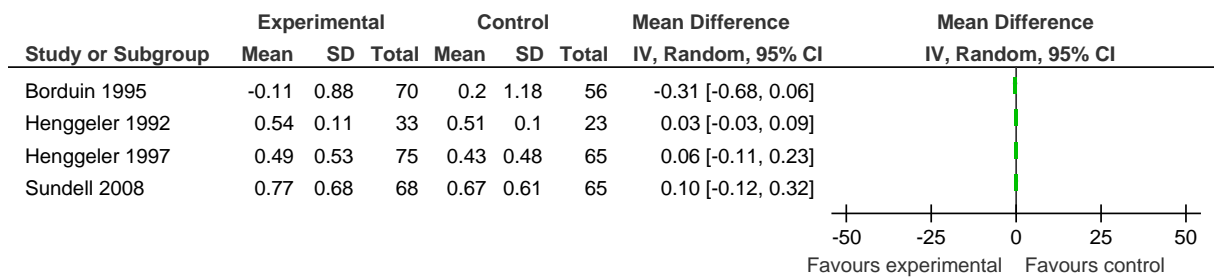 Experimental Control Mean Difference Mean Difference
Study or Subgroup Mean SD Total Mean SD Total IV, Random, 95% CI IV, Random, 95% CI
Borduin 1995 -0.11 0.88 70 0.2 1.18 56 -0.31 [-0.68, 0.06]
Henggeler 1992 0.54 0.11 33 0.51 0.1 23 0.03 [-0.03, 0.09]
Henggeler 1997 0.49 0.53 75 0.43 0.48 65 0.06 [-0.11, 0.23]
Sundell 2008 0.77 0.68 68 0.67 0.61 65 0.10 [-0.12, 0.32]
-50 -25 0 25 50
Favours experimental Favours control